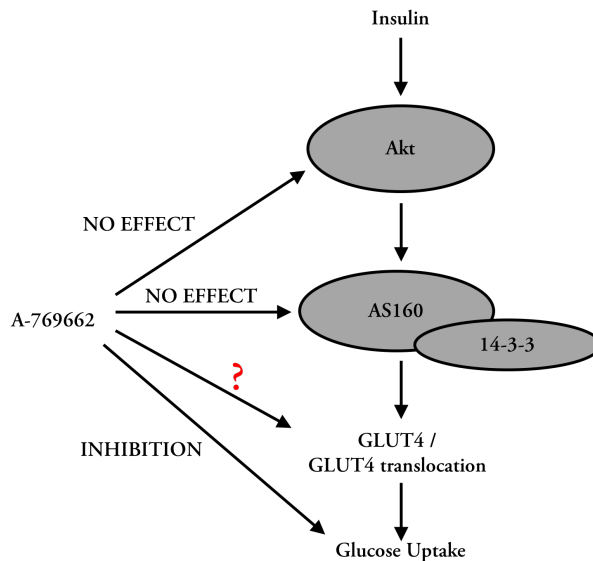 Insulin
Akt
NO EFFECT
NO EFFECT
AS160
A-769662
14-3-3
?
GLUT4 /
GLUT4 translocation
INHIBITION
Glucose Uptake